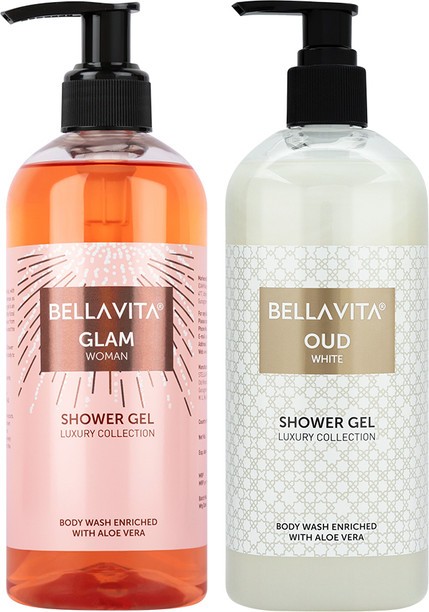 BELLAVITA®
GLAM
WOMAN
SHOWER GEL
LUXURY COLLECTION
BODY WASH ENRICHED
WITH ALOE VERA
BELLAVITA®
OUD
WHITE
SHOWER GEL
LUXURY COLLECTION
BODY WASH ENRICHED
WITH ALOE VERA